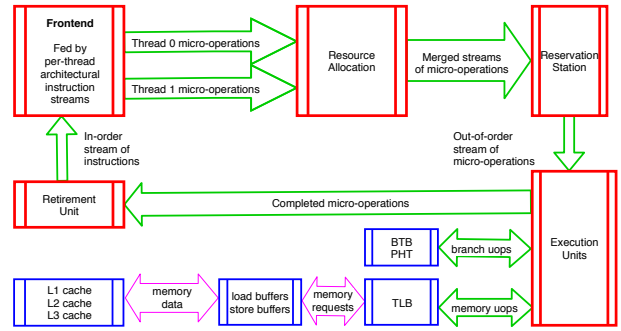 Frontend
Fed by
per-thread
architectural
instruction
streams
Thread 0 micro-operations
Thread 1 micro-operations
Resource
Allocation
Merged streams
of micro-operations
Reservation
Station
In-order
stream of
instructions
Out-of-order
stream of
micro-operations
Retirement
Unit
Completed micro-operations
Execution
Units
BTB
PHT
branch uops
L1 cache
L2 cache
L3 cache
memory
data
load buffers
store buffers
memory
requests
TLB
memory uops